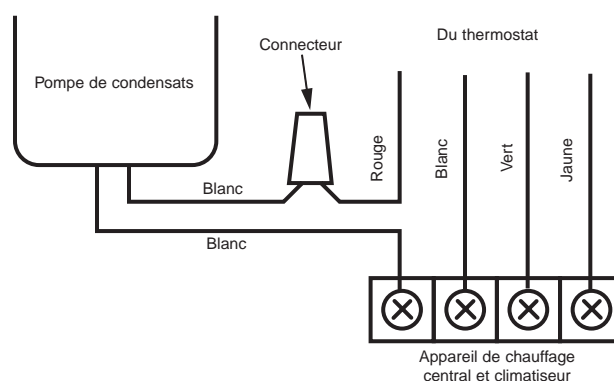 Connecteur
Du thermostat
Pompe de condensats
Rouge
Blanc
Vert
Jaune
Blanc
Blanc
Appareil de chauffage
central et climatiseur